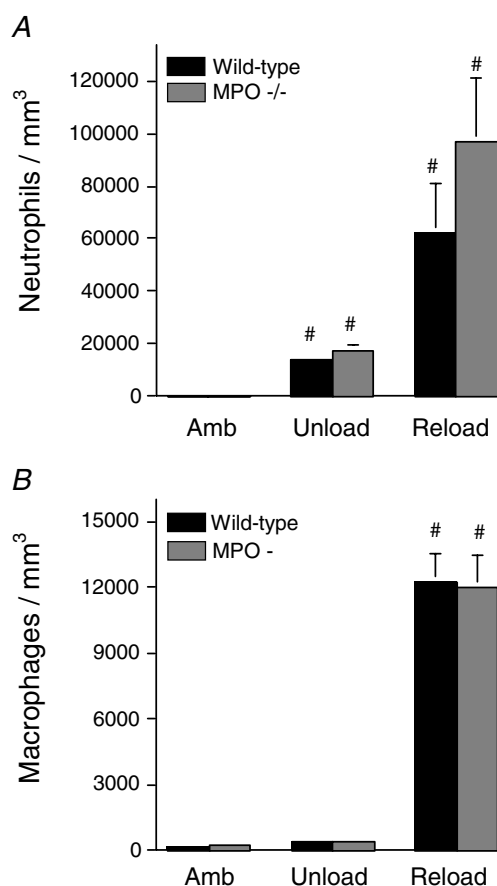 A
Wild-type
MPO -/-
Neutrophils / mm³
120000
100000
80000
60000
40000
20000
0
#
#
#
#
Amb Unload Reload
B
Wild-type
MPO -
Macrophages / mm³
15000
12000
9000
6000
3000
0
# #
Amb Unload Reload